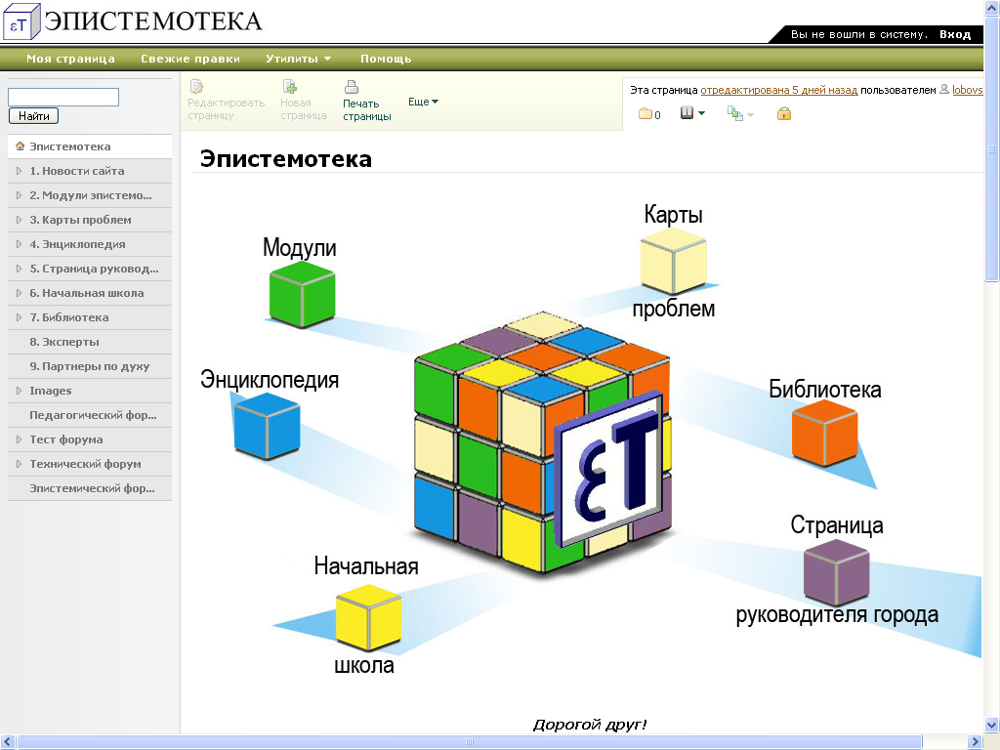 εТ ЭПИСТЕМОТЕКА
Вы не вошли в систему. Вход
Моя страница Свежие правки Утилиты Помощь
Найти
Эпистемотека
1. Новости сайта
2. Модули эпистемо...
3. Карты проблем
4. Энциклопедия
5. Страница руковод...
6. Начальная школа
7. Библиотека
8. Эксперты
9. Партнеры по духу
Images
Педагогический фор...
Тест форума
Технический форум
Эпистемический фор...
Редактировать
страницу
Новая
страница
Печать
страницы
Еще
Эта страница отредактирована 5 дней назад пользователем lobovs
0
Эпистемотека
Модули
Карты
проблем
Энциклопедия
Библиотека
εТ
Страница
руководителя города
Начальная
школа
Дорогой друг!